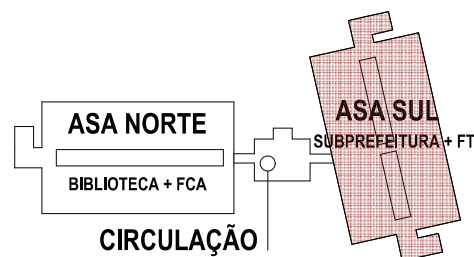 ASA NORTE
BIBLIOTECA + FCA
CIRCULAÇÃO
ASA SUL
SUBPREFEITURA + FT